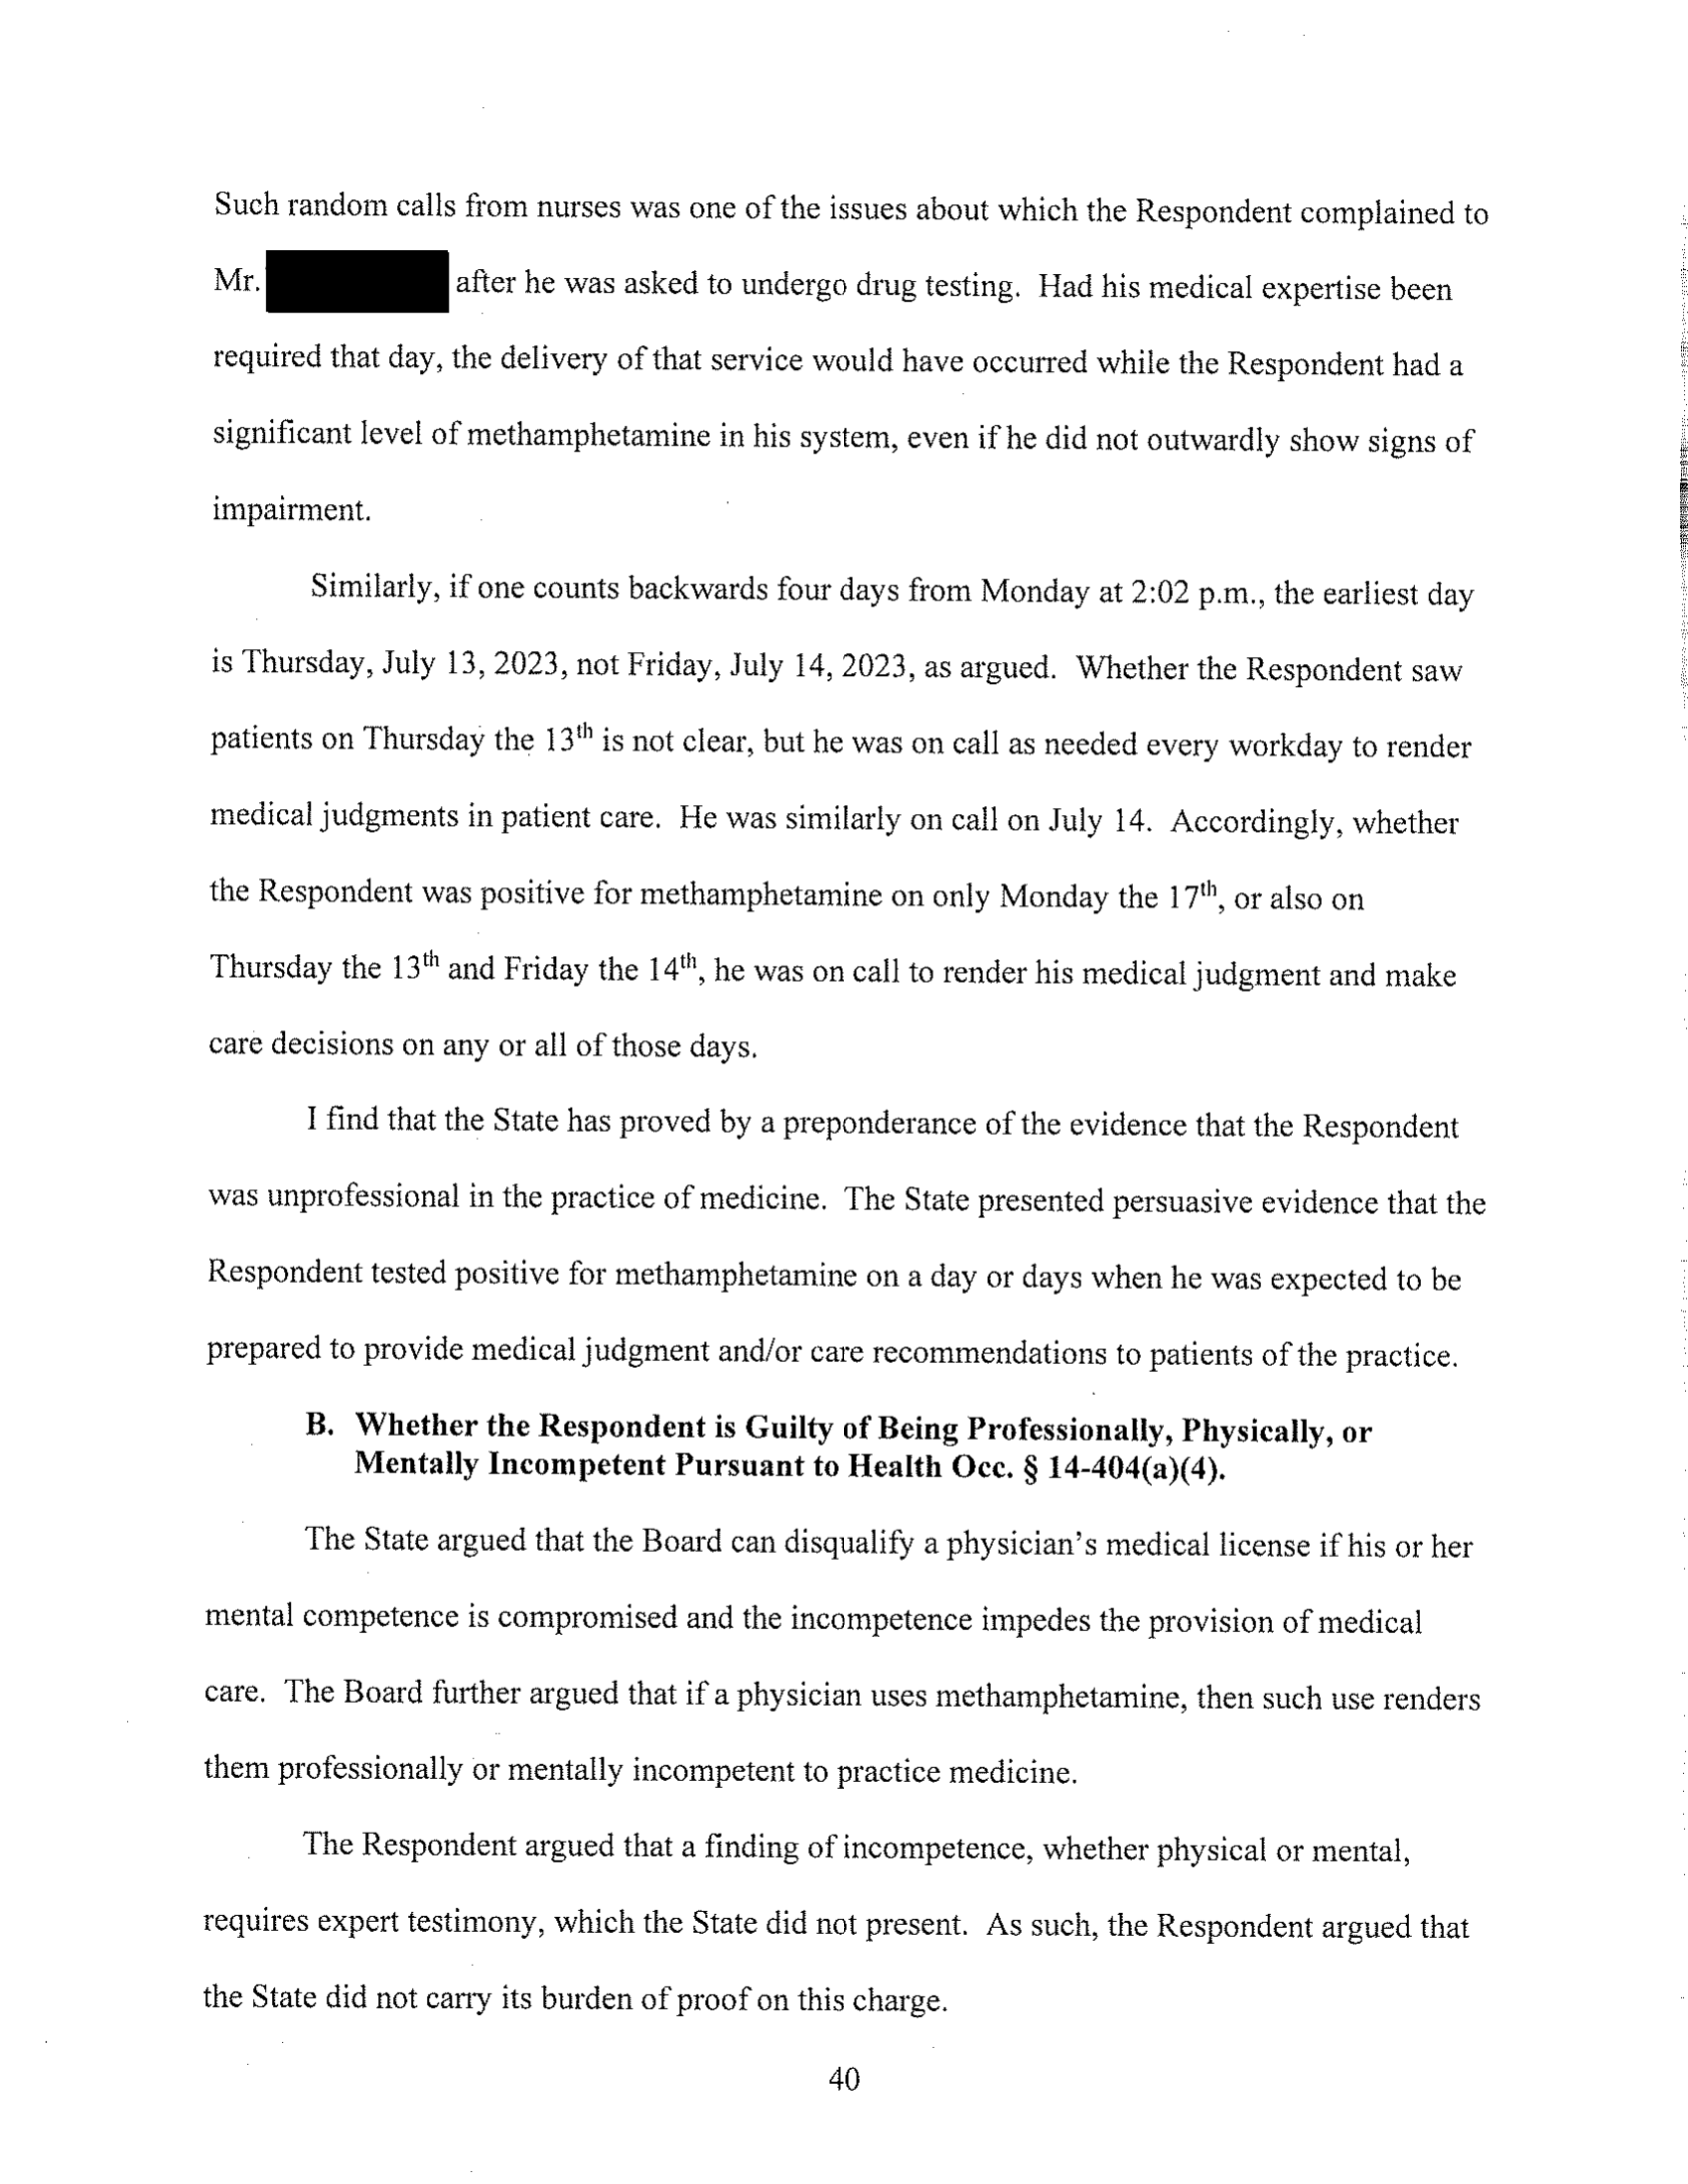 Such random calls from nurses was one of the issues about which the Respondent complained to
Mr. after he was asked to undergo drug testing. Had his medical expertise been
required that day, the delivery of that service would have occurred while the Respondent had a
significant level of methamphetamine in his system, even if he did not outwardly show signs of
impairment.
Similarly, if one counts backwards four days from Monday at 2:02 p.m., the earliest day
is Thursday, July 13, 2023, not Friday, July 14, 2023, as argued. Whether the Respondent saw
patients on Thursday the 13th is not clear, but he was on call as needed every workday to render
medical judgments in patient care. He was similarly on call on July 14. Accordingly, whether
the Respondent was positive for methamphetamine on only Monday the 17th, or also on
Thursday the 13th and Friday the 14th, he was on call to render his medical judgment and make
care decisions on any or all of those days.
I find that the State has proved by a preponderance of the evidence that the Respondent
was unprofessional in the practice of medicine. The State presented persuasive evidence that the
Respondent tested positive for methamphetamine on a day or days when he was expected to be
prepared to provide medical judgment and/or care recommendations to patients of the practice.
B. Whether the Respondent is Guilty of Being Professionally, Physically, or
Mentally Incompetent Pursuant to Health Occ. § 14-404(a)(4).
The State argued that the Board can disqualify a physician's medical license if his or her
mental competence is compromised and the incompetence impedes the provision of medical
care. The Board further argued that if a physician uses methamphetamine, then such use renders
them professionally or mentally incompetent to practice medicine.
The Respondent argued that a finding of incompetence, whether physical or mental,
requires expert testimony, which the State did not present. As such, the Respondent argued that
the State did not carry its burden of proof on this charge.
40